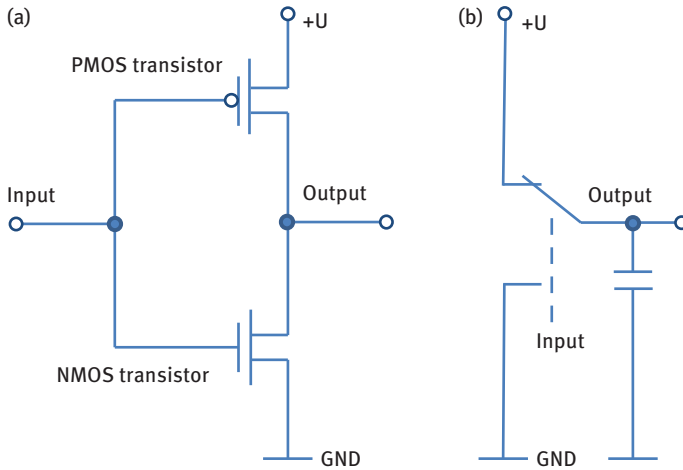 (a)
+U
PMOS transistor
Input
Output
NMOS transistor
GND
(b)
+U
Output
Input
GND